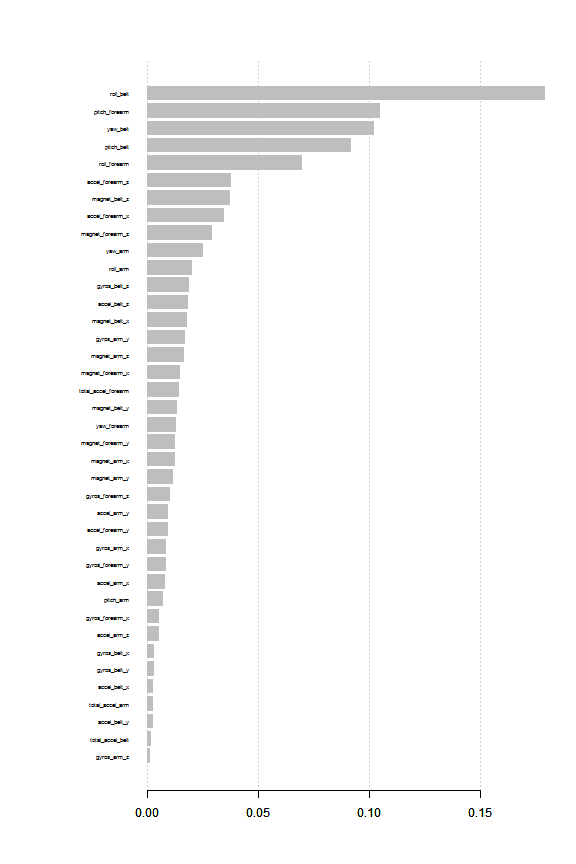 roll_belt
pitch_forearm
yaw_belt
pitch_belt
roll_forearm
accel_forearm_z
magnet_belt_z
accel_forearm_x
magnet_forearm_z
yaw_arm
roll_arm
gyros_belt_z
accel_belt_z
magnet_belt_x
gyros_arm_y
magnet_arm_z
magnet_forearm_x
total_accel_forearm
magnet_belt_y
yaw_forearm
magnet_forearm_y
magnet_arm_x
magnet_arm_y
gyros_forearm_z
accel_arm_y
accel_forearm_y
gyros_arm_x
gyros_forearm_y
accel_arm_x
pitch_arm
gyros_forearm_x
accel_arm_z
gyros_belt_x
gyros_belt_y
accel_belt_x
total_accel_arm
accel_belt_y
total_accel_belt
gyros_arm_z
0.00 0.05 0.10 0.15